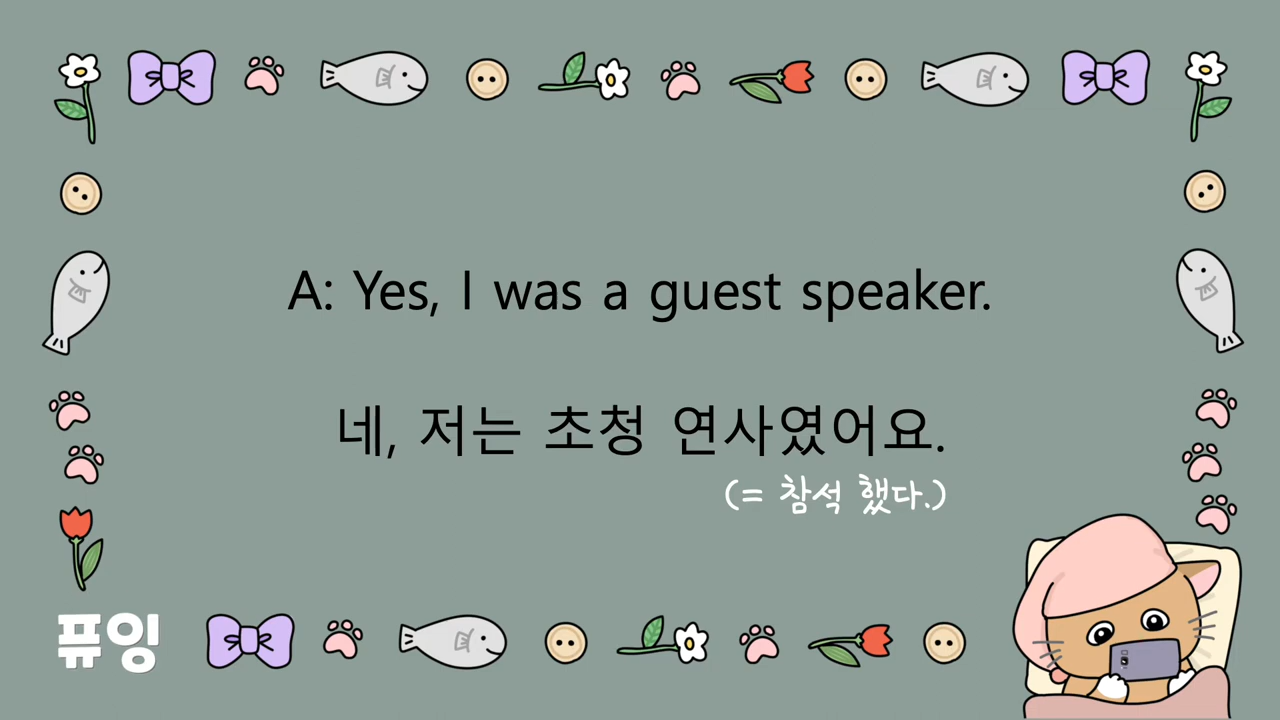 A: Yes, I was a guest speaker.
네, 저는 초청 연사였어요.
(= 참석 했다.)
퓨잉